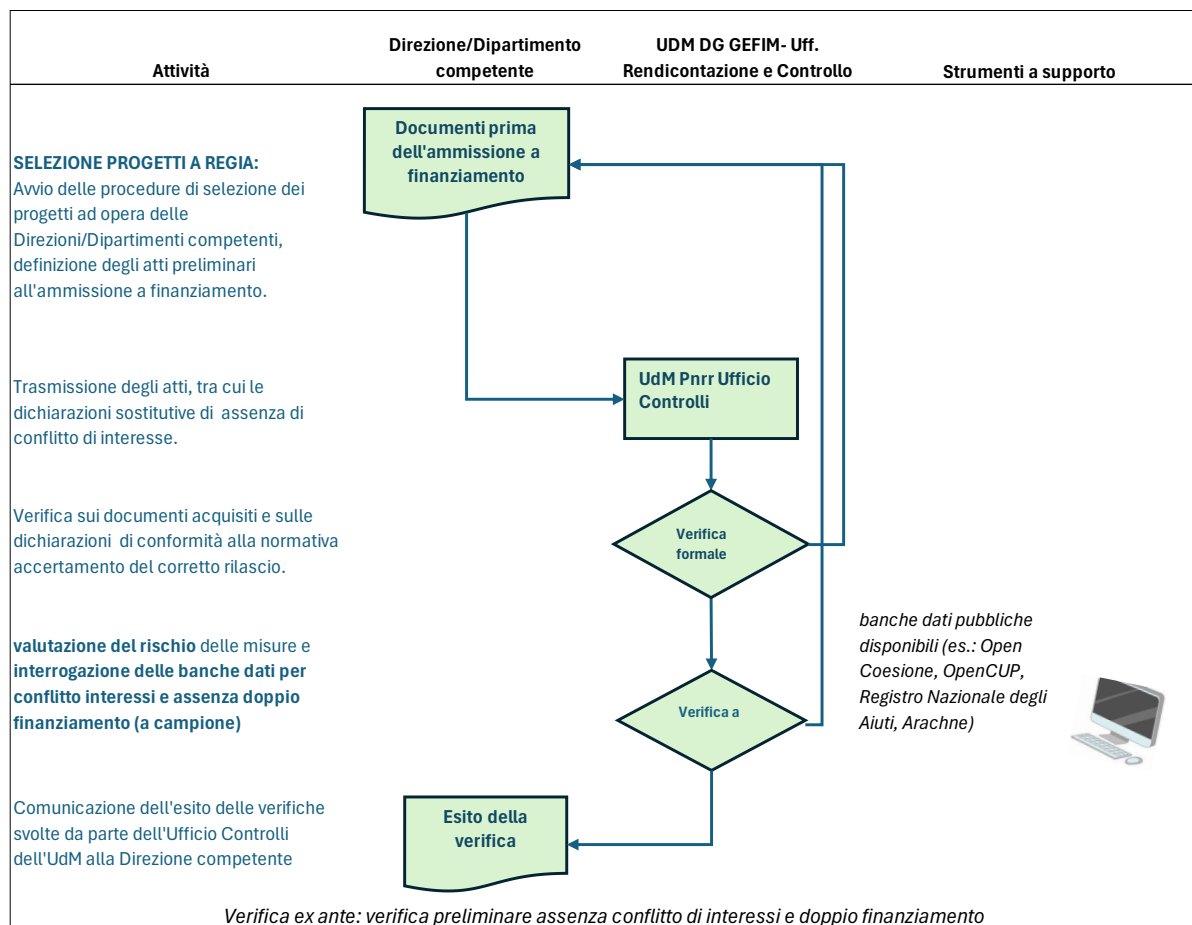 Attività
Direzione/Dipartimento
competente
UDM DG GEFIM- Uff.
Rendicontazione e Controllo
Strumenti a supporto
Documenti prima
dell'ammissione a
finanziamento
SELEZIONE PROGETTI A REGIA:
Avvio delle procedure di selezione dei
progetti ad opera delle
Direzioni/Dipartimenti competenti,
definizione degli atti preliminari
all'ammissione a finanziamento.
Trasmissione degli atti, tra cui le
dichiarazioni sostitutive di assenza di
conflitto di interesse.
UdM Pnrr Ufficio
Controlli
Verifica sui documenti acquisiti e sulle
dichiarazioni di conformità alla normativa
accertamento del corretto rilascio.
Verifica
formale
valutazione del rischio delle misure e
interrogazione delle banche dati per
conflitto interessi e assenza doppio
finanziamento (a campione)
Verifica a
banche dati pubbliche
disponibili (es.: Open
Coesione, OpenCUP,
Registro Nazionale degli
Aiuti, Arachne)
Comunicazione dell'esito delle verifiche
svolte da parte dell'Ufficio Controlli
dell'UdM alla Direzione competente
Esito della
verifica
Verifica ex ante: verifica preliminare assenza conflitto di interessi e doppio finanziamento